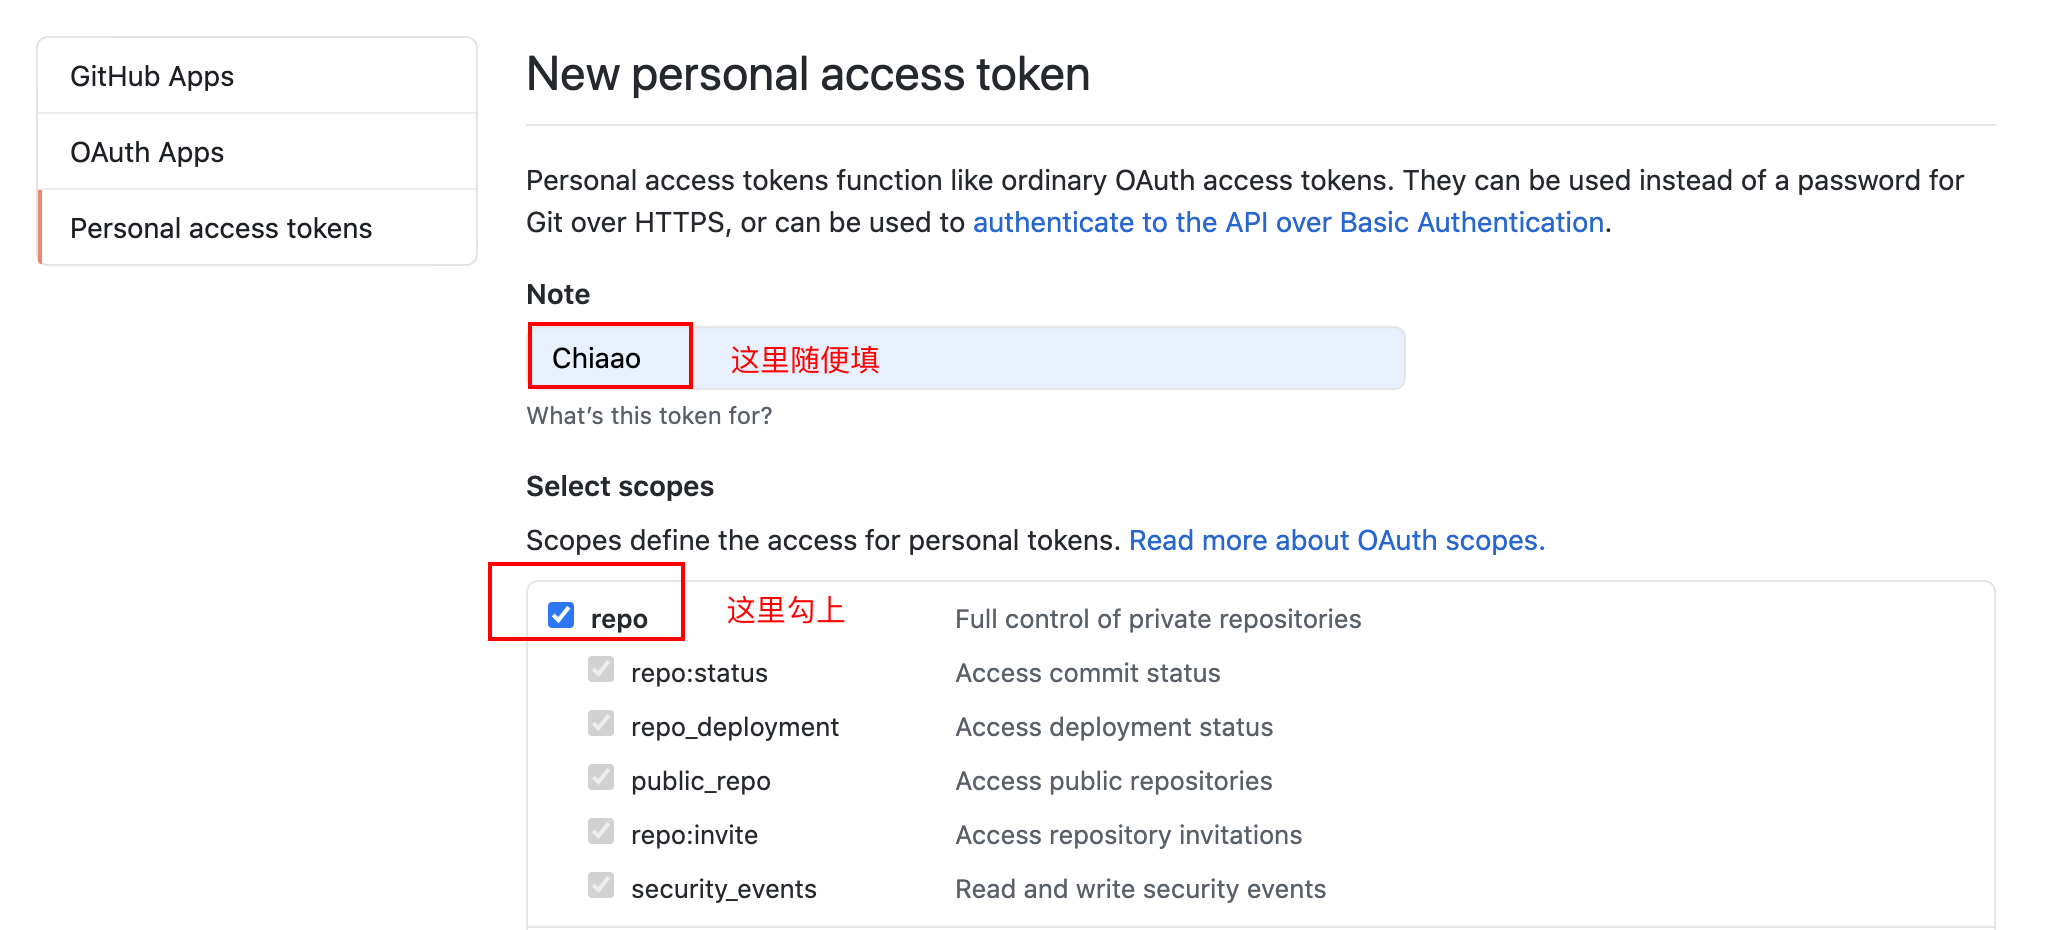 GitHub Apps
OAuth Apps
Personal access tokens
New personal access token
Personal access tokens function like ordinary OAuth access tokens. They can be used instead of a password for
Git over HTTPS, or can be used to authenticate to the API over Basic Authentication.
Note
Chiaao 这里随便填
What's this token for?
Select scopes
Scopes define the access for personal tokens. Read more about OAuth scopes.
repo 这里勾上 Full control of private repositories
repo:status Access commit status
repo_deployment Access deployment status
public_repo Access public repositories
repo:invite Access repository invitations
security_events Read and write security events